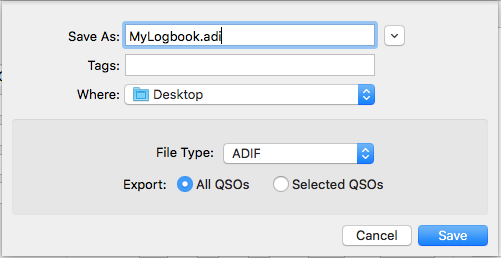 Save As: MyLogbook.adi
Tags:
Where: Desktop
File Type: ADIF
Export: All QSOs Selected QSOs
Cancel Save